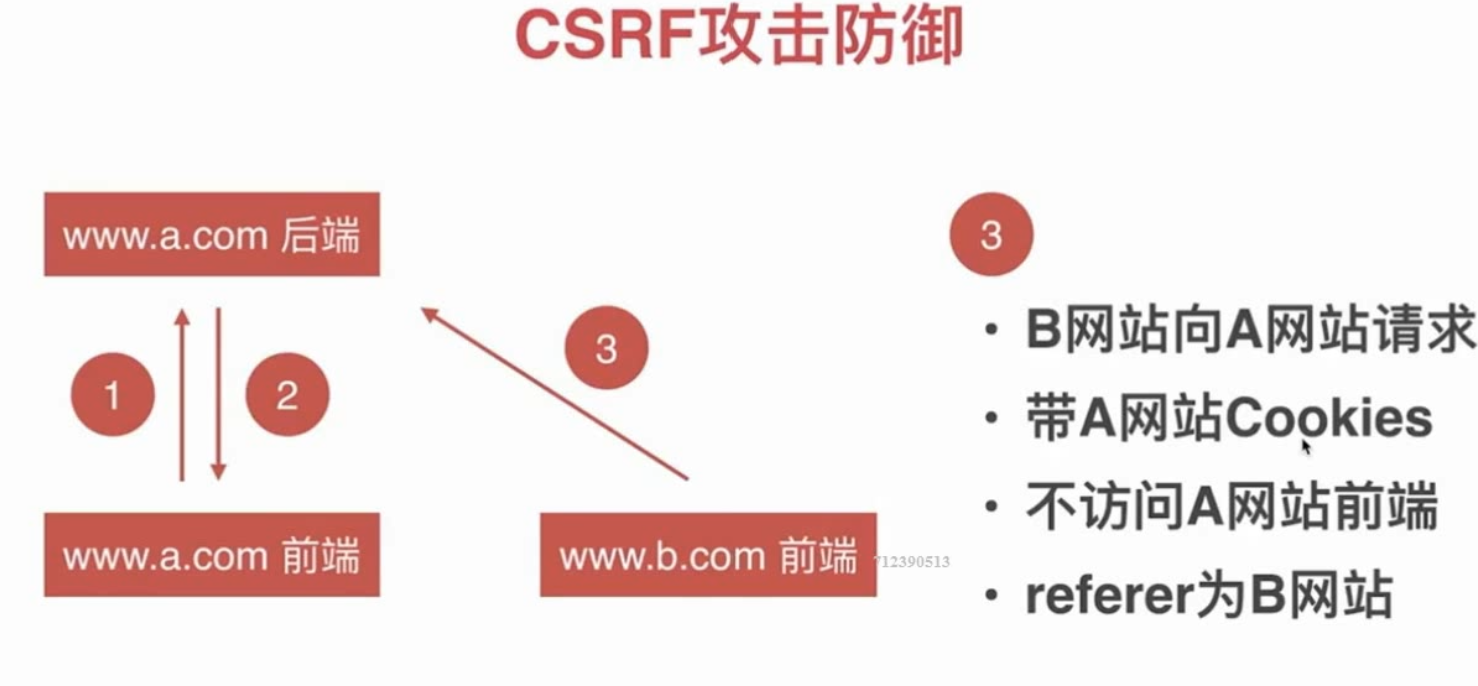 CSRF攻击防御
www.a.com 后端
3
3
1
2
B网站向A网站请求
带A网站Cookies
不访问A网站前端
referer为B网站
www.a.com 前端
www.b.com 前端
712390513